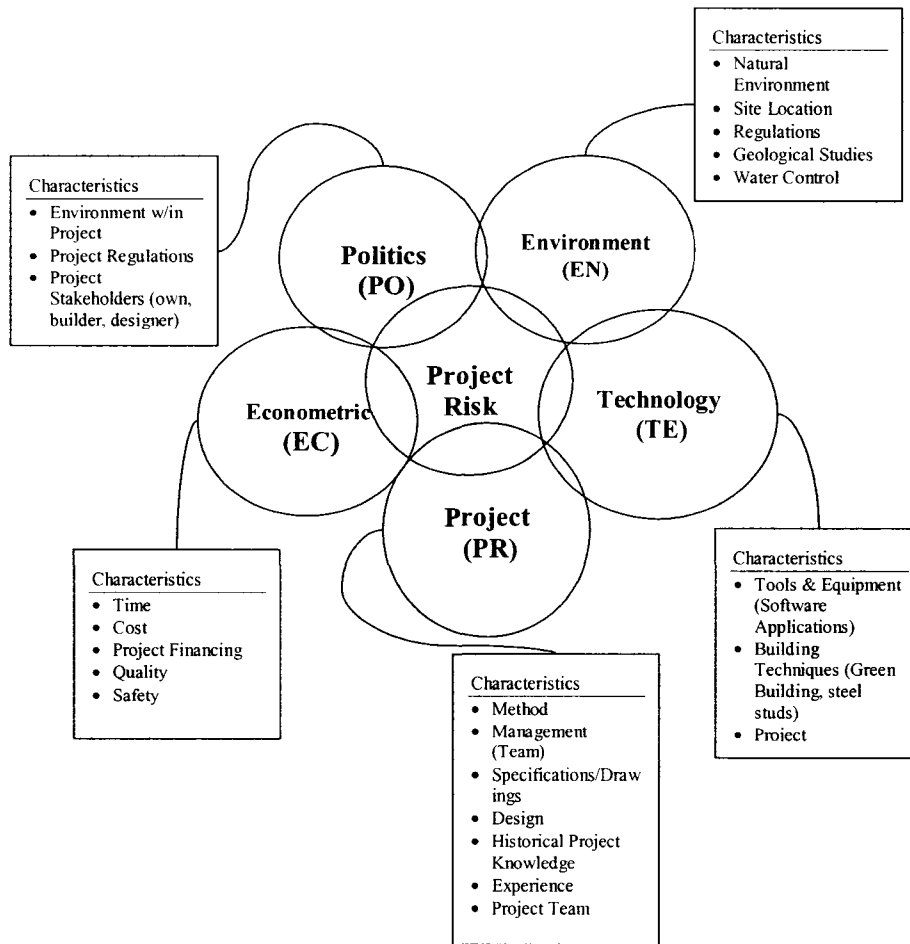 Characteristics
• Natural
Environment
• Site Location
• Regulations
• Geological Studies
• Water Control
Characteristics
• Environment w/in
Project
• Project Regulations
• Project
Stakeholders (own,
builder, designer)
Politics
(PO)
Environment
(EN)
Project
Risk
Econometric
(EC)
Technology
(TE)
Project
(PR)
Characteristics
• Time
• Cost
• Project Financing
• Quality
• Safety
Characteristics
• Tools & Equipment
(Software
Applications)
• Building
Techniques (Green
Building, steel
studs)
• Project
Characteristics
• Method
• Management
(Team)
• Specifications/Draw
ings
• Design
• Historical Project
Knowledge
• Experience
• Project Team